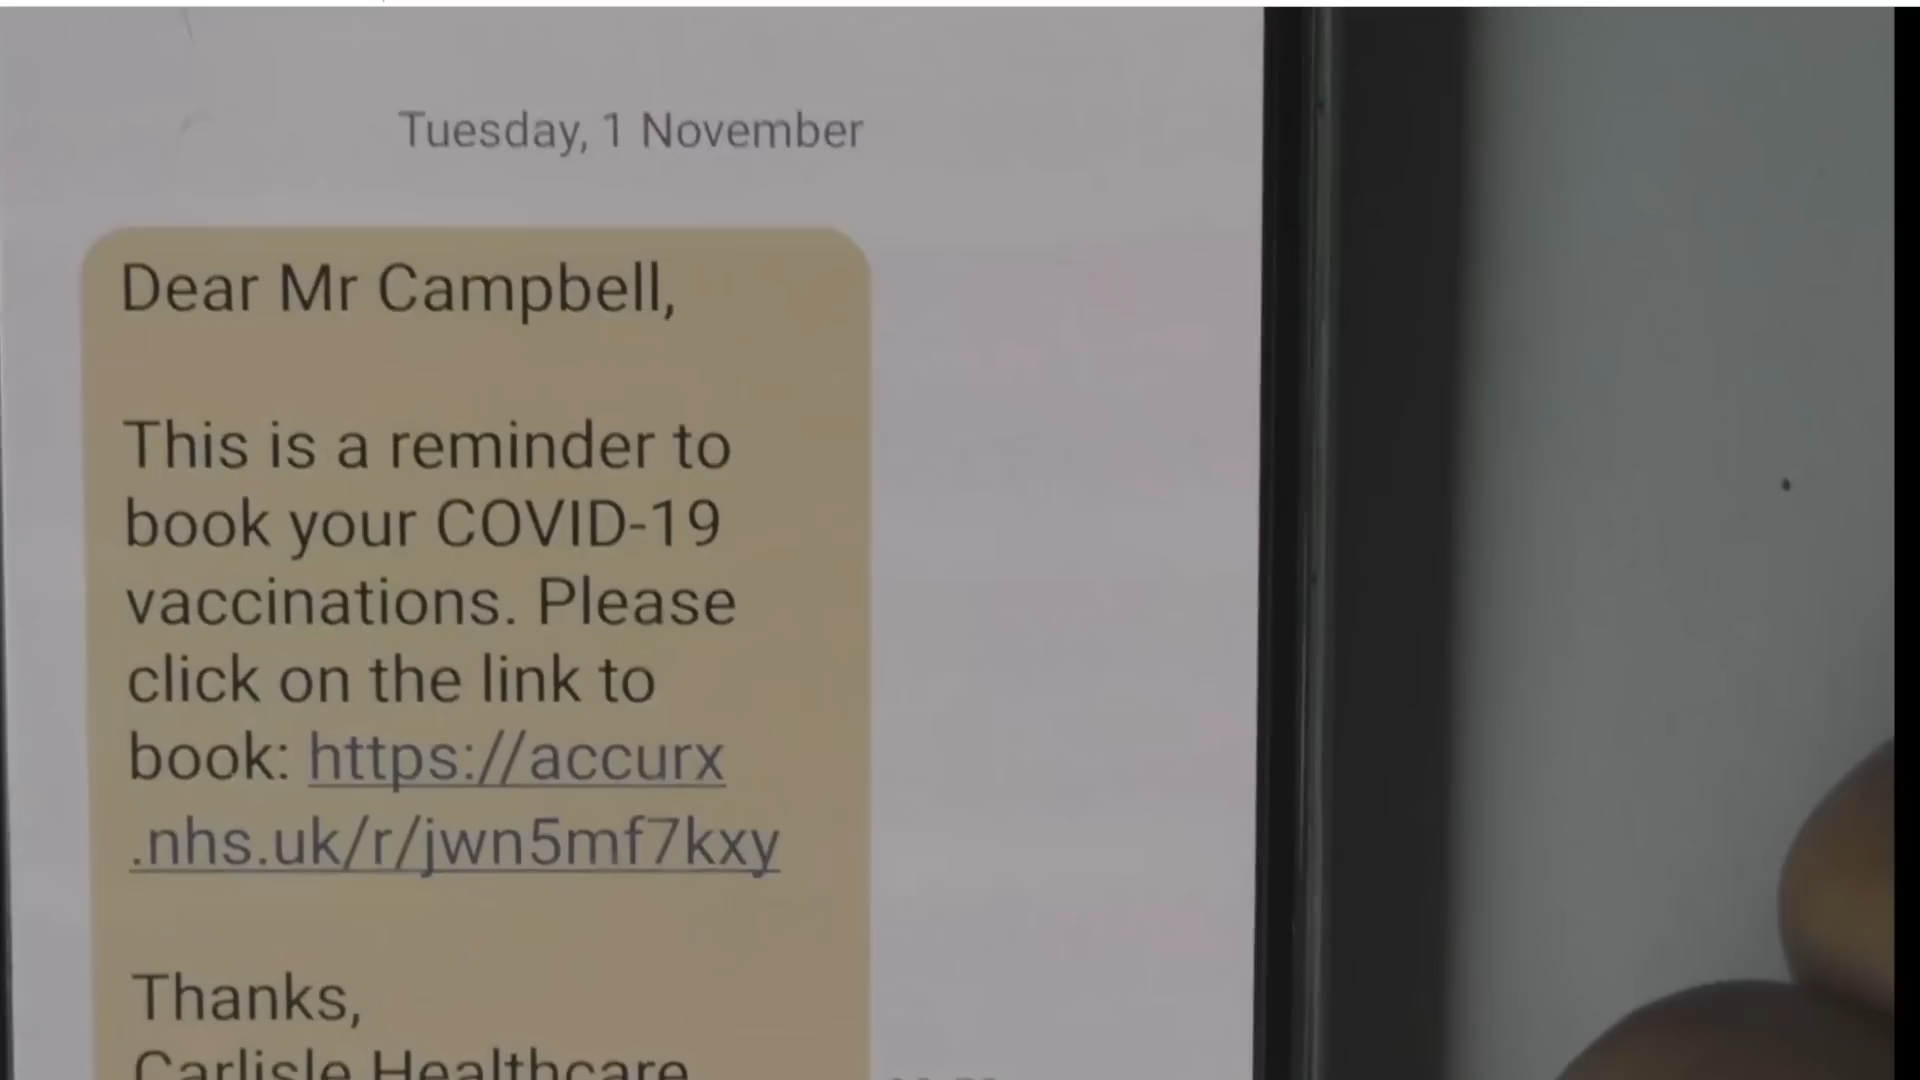 Tuesday, 1 November
Dear Mr Campbell,
This is a reminder to
book your COVID-19
vaccinations. Please
click on the link to
book: https://accurx
.nhs.uk/r/jwn5mf7kxy
Thanks,
Carlisle Healthcare